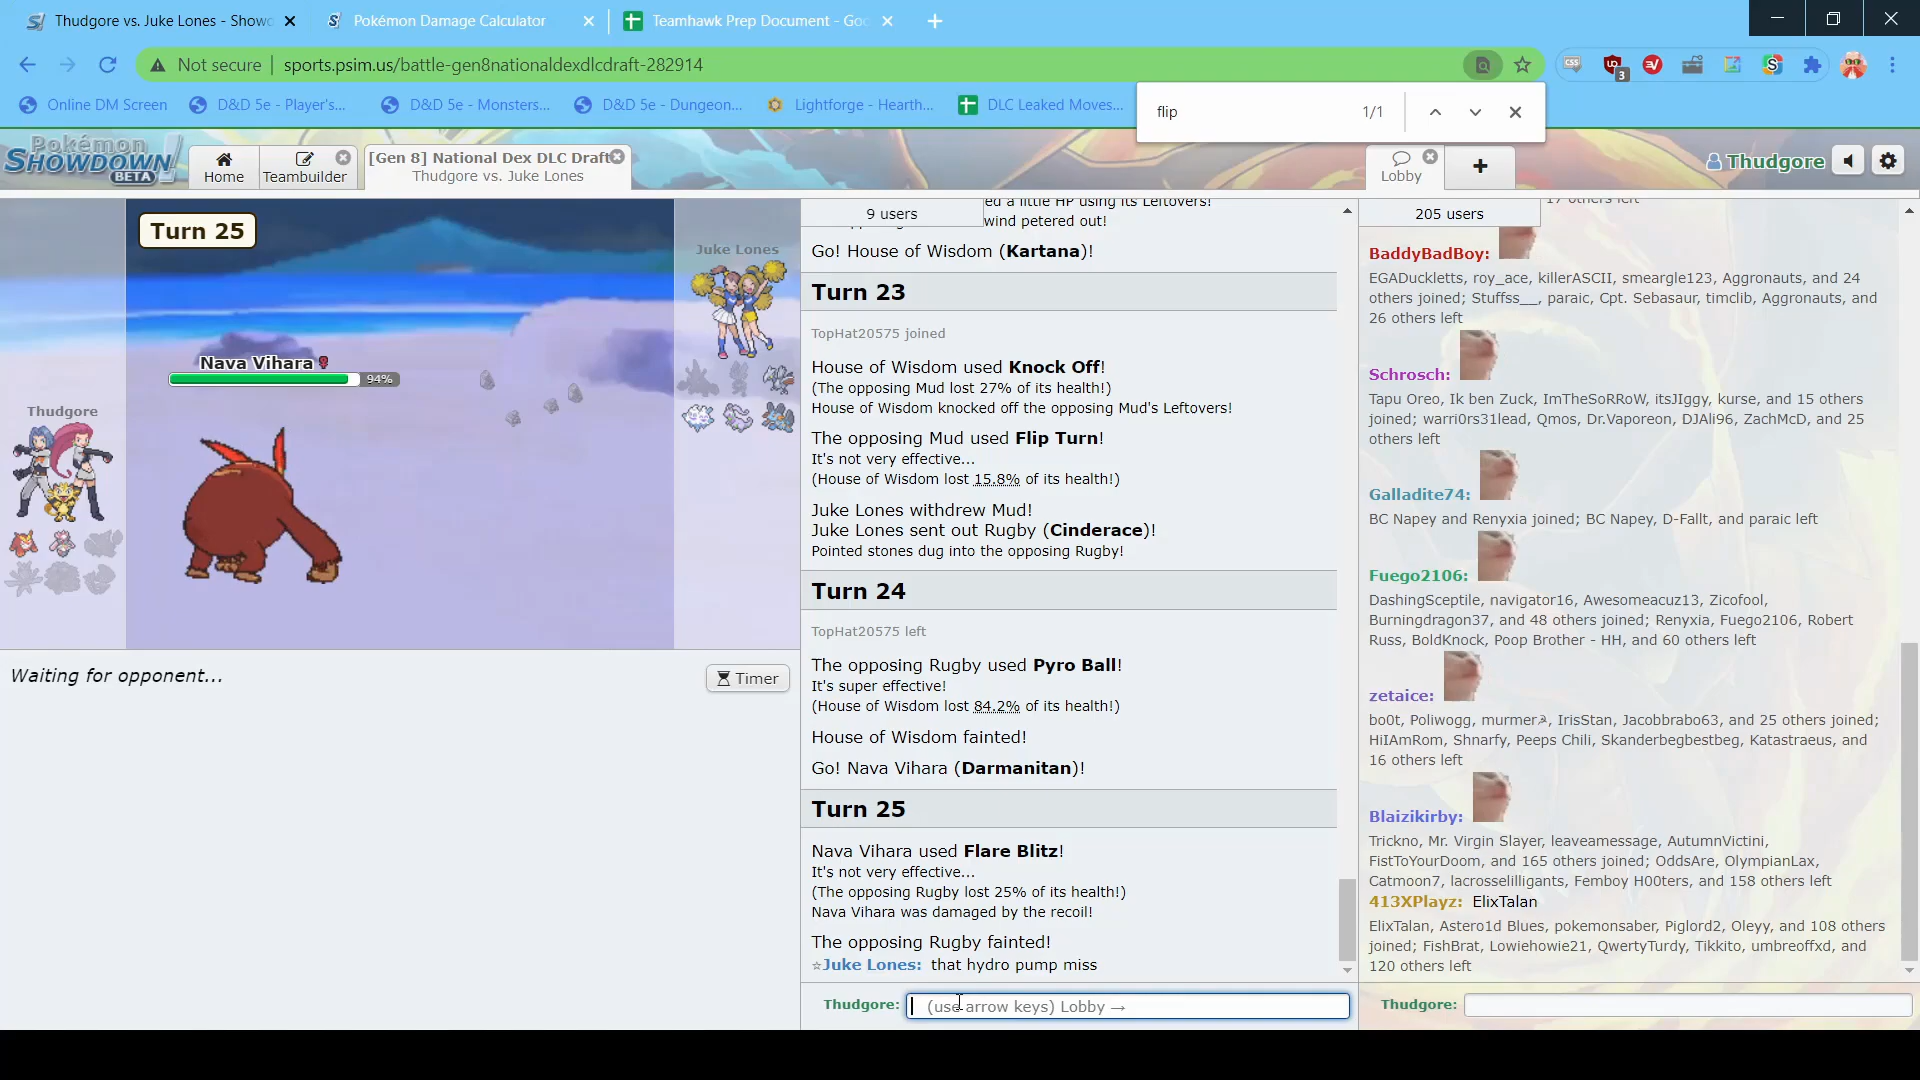 Thudgore vs. Juke Lones - Showd
Pokémon Damage Calculator
Teamhawk Prep Document - Goo
Not secure
sports.psim.us/battle-gen8nationaldexdlcdraft-282914
3
Online DM Screen
D&D 5e - Player's...
D&D 5e - Monsters...
D&D 5e - Dungeon...
Lightforge - Hearth...
DLC Leaked Moves...
flip
1/1
Pokémon
SHOWDOWN!
BETA
Home
Teambuilder
[Gen 8] National Dex DLC Draft
Thudgore vs. Juke Lones
Lobby
Thudgore
Turn 25
Juke Lones
Nava Vihara
94%
Thudgore
Waiting for opponent...
Timer
9 users
ed a little HP using its Leftovers!
wind petered out!
Go! House of Wisdom (Kartana)!
Turn 23
TopHat20575 joined
House of Wisdom used Knock Off!
(The opposing Mud lost 27% of its health!)
House of Wisdom knocked off the opposing Mud's Leftovers!
The opposing Mud used Flip Turn!
It's not very effective...
(House of Wisdom lost 15.8% of its health!)
Juke Lones withdrew Mud!
Juke Lones sent out Rugby (Cinderace)!
Pointed stones dug into the opposing Rugby!
Turn 24
TopHat20575 left
The opposing Rugby used Pyro Ball!
It's super effective!
(House of Wisdom lost 84.2% of its health!)
House of Wisdom fainted!
Go! Nava Vihara (Darmanitan)!
Turn 25
Nava Vihara used Flare Blitz!
It's not very effective...
(The opposing Rugby lost 25% of its health!)
Nava Vihara was damaged by the recoil!
The opposing Rugby fainted!
☆Juke Lones: that hydro pump miss
Thudgore: (use arrow keys) Lobby →
205 users
17 others left
BaddyBadBoy:
EGADuckletts, roy_ace, killerASCII, smeargle123, Aggronauts, and 24
others joined; Stuffss__, paraic, Cpt. Sebasaur, timclib, Aggronauts, and
26 others left
Schrosch:
Tapu Oreo, Ik ben Zuck, ImTheSoRRoW, itsJIggy, kurse, and 15 others
joined; warri0rs31lead, Qmos, Dr.Vaporeon, DJAli96, ZachMcD, and 25
others left
Galladite74:
BC Napey and Renyxia joined; BC Napey, D-Fallt, and paraic left
Fuego2106:
DashingSceptile, navigator16, Awesomeacuz13, Zicofool,
Burningdragon37, and 48 others joined; Renyxia, Fuego2106, Robert
Russ, BoldKnock, Poop Brother - HH, and 60 others left
zetaice:
bo0t, Poliwogg, murmer☭, IrisStan, Jacobbrabo63, and 25 others joined;
HiIAmRom, Shnarfy, Peeps Chili, Skanderbegbestbeg, Katastraeus, and
16 others left
Blaizikirby:
Trickno, Mr. Virgin Slayer, leaveamessage, AutumnVictini,
FistToYourDoom, and 165 others joined; OddsAre, OlympianLax,
Catmoon7, lacrosselilligants, Femboy H00ters, and 158 others left
413XPlayz: ElixTalan
ElixTalan, Astero1d Blues, pokemonsaber, Piglord2, Oleyy, and 108 others
joined; FishBrat, Lowiehowie21, QwertyTurdy, Tikkito, umbreoffxd, and
120 others left
Thudgore: